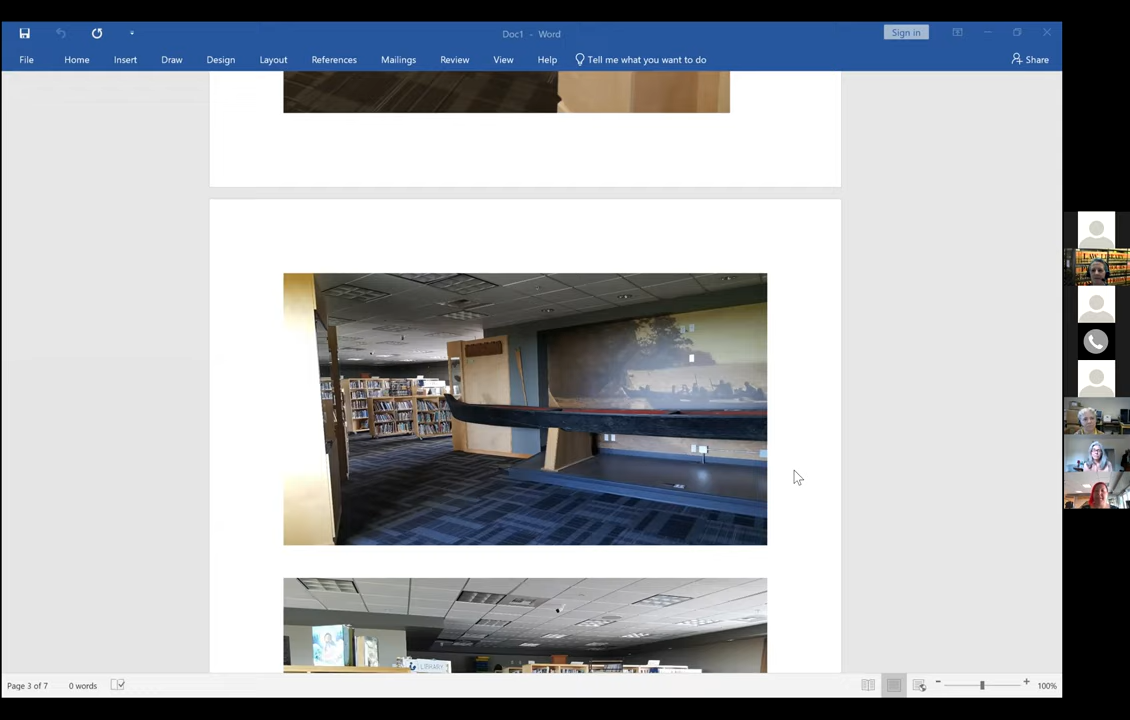 Doc1 - Word
Sign in
File Home Insert Draw Design Layout References Mailings Review View Help Tell me what you want to do Share
LIBRARY
Page 3 of 7 0 words 100%